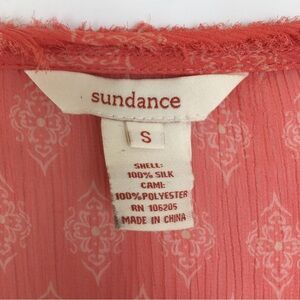 sundance
S
SHELL:
100% SILK
CAMI:
100%POLYESTER
RN 106205
MADE IN CHINA